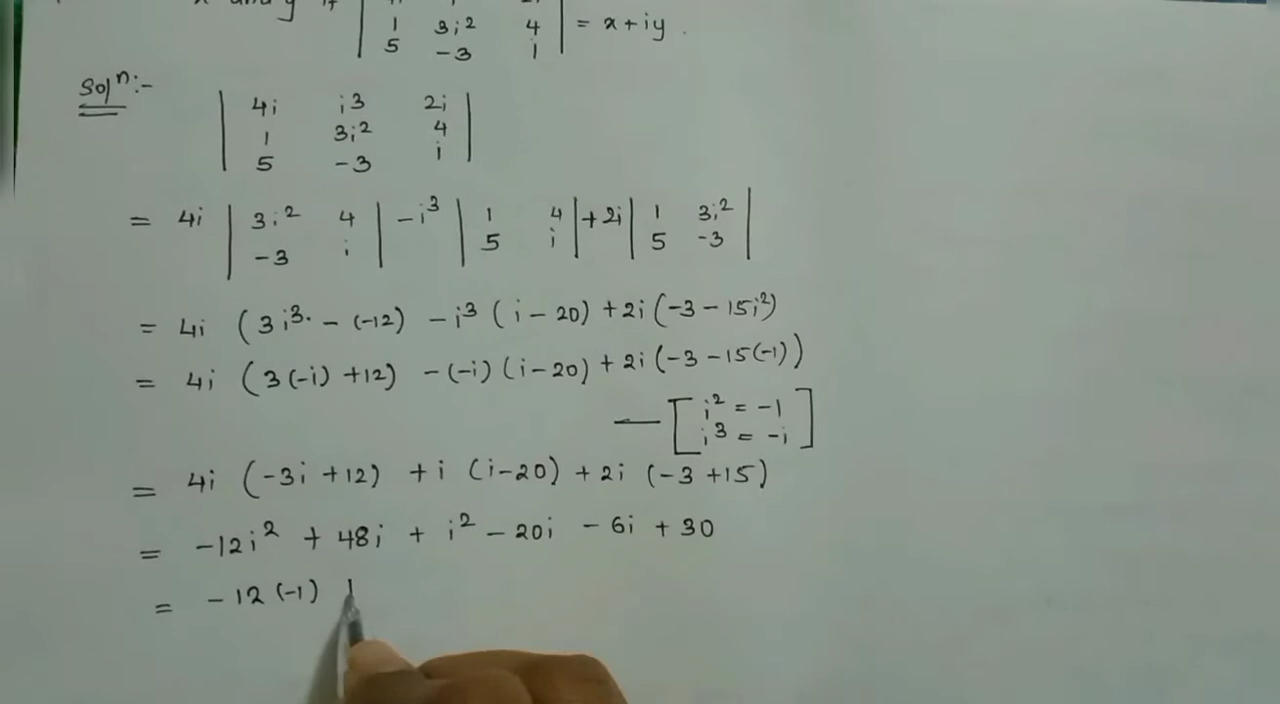 x and y if
| 1 3i² 4 | = x + iy.
| 5 -3 i |
Solⁿ:-
| 4i i3 2i |
| 1 3i² 4 |
| 5 -3 i |
= 4i | 3i² 4 | - i³ | 1 4 | + 2i | 1 3i² |
| -3 i | | 5 i | | 5 -3 |
= 4i (3i³. - (-12) - i³ (i - 20) + 2i (-3 - 15i²)
= 4i (3(-i) + 12) - (-i) (i - 20) + 2i (-3 - 15(-1))
— [ i² = -1
i³ = -i ]
= 4i (-3i + 12) + i (i - 20) + 2i (-3 + 15)
= -12i² + 48i + i² - 20i - 6i + 30
= - 12 (-1)